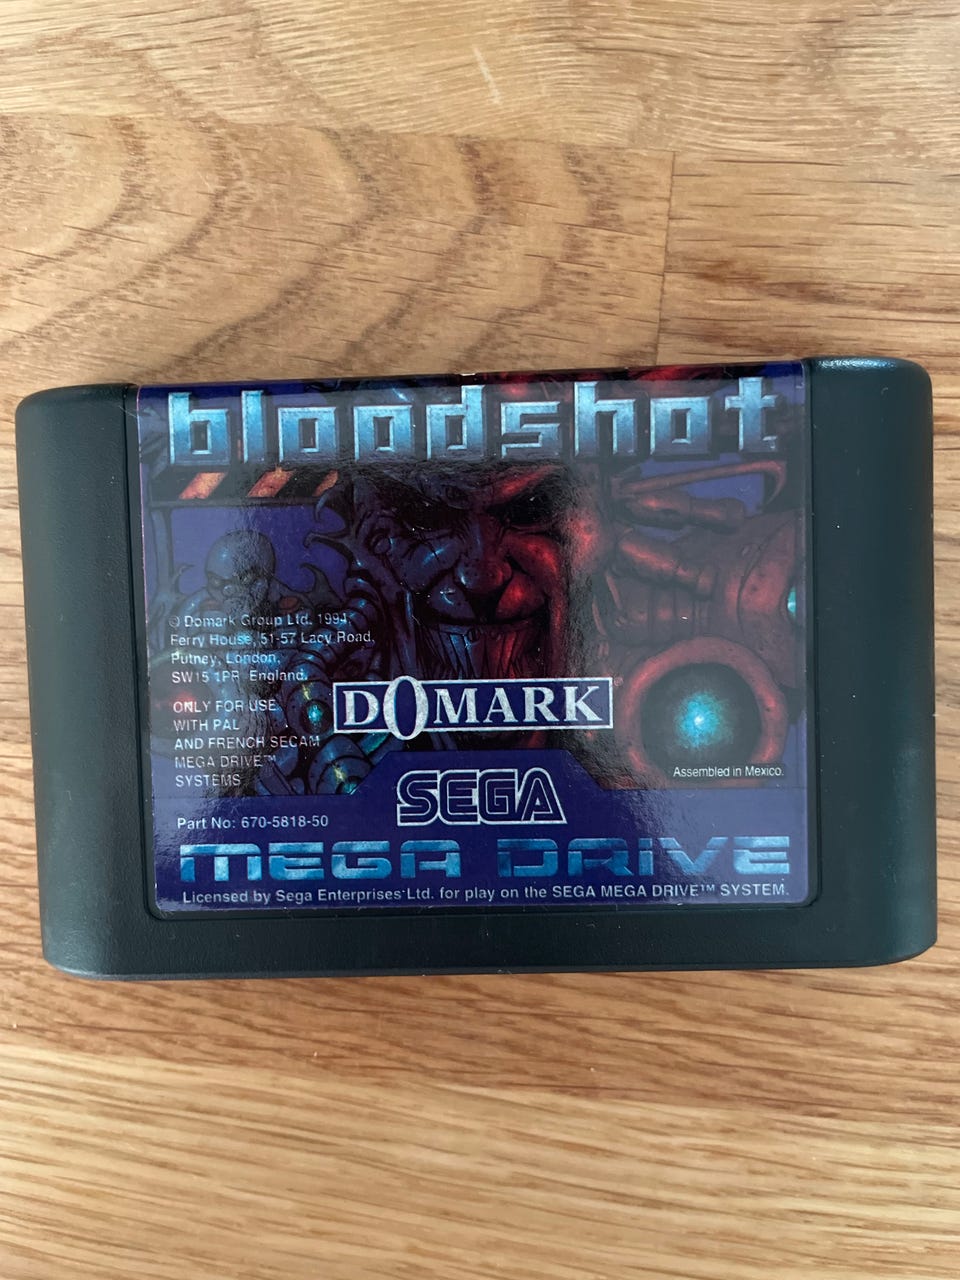 bloodshot
© Domark Group Ltd. 1994,
Ferry House, 51-57 Lacy Road,
Putney, London,
SW15 1PR England.
ONLY FOR USE
WITH PAL
AND FRENCH SECAM
MEGA DRIVE™
SYSTEMS
DOMARK
Assembled in Mexico.
SEGA
Part No: 670-5818-50
MEGA DRIVE
Licensed by Sega Enterprises Ltd. for play on the SEGA MEGA DRIVE™ SYSTEM.